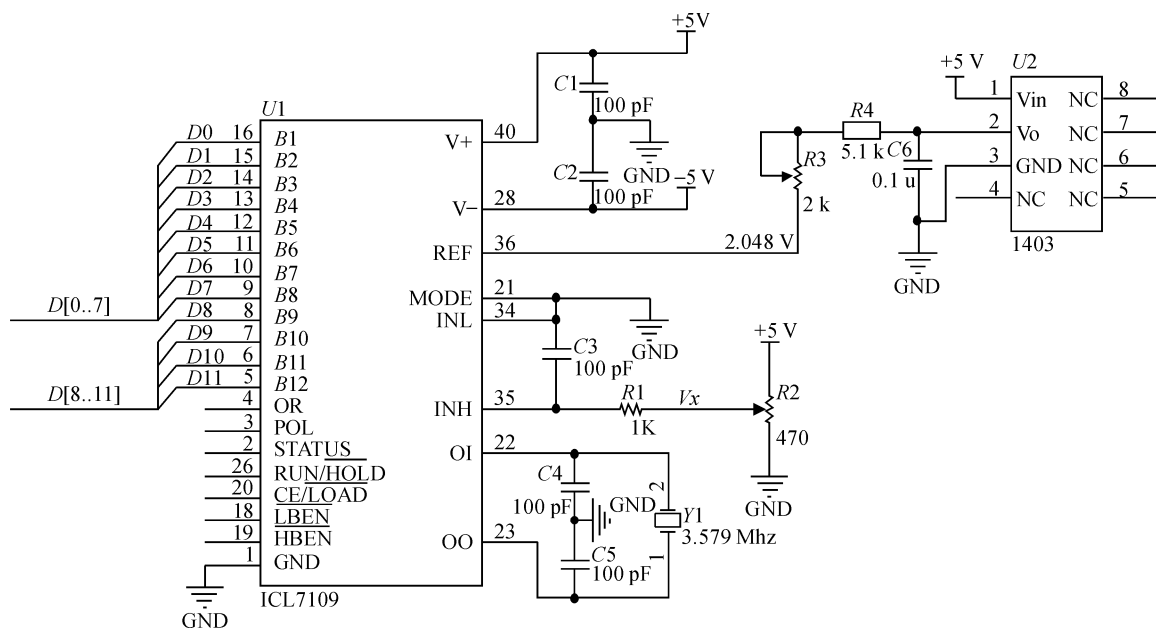 +5V
C1
100 pF
GND
C2
100 pF
−5 V
U1
D0 16 B1
D1 15 B2
D2 14 B3
D3 13 B4
D4 12 B5
D5 11 B6
D6 10 B7
D7 9 B8
D8 8 B9
D9 7 B10
D10 6 B11
D11 5 B12
4 OR
3 POL
2 STATUS
26 RUN/HOLD
20 CE/LOAD
18 LBEN
19 HBEN
1 GND
GND
D[0..7]
D[8..11]
V+ 40
V− 28
REF 36
MODE 21
INL 34
INH 35
OI 22
OO 23
ICL7109
2.048 V
GND
C3
100 pF
R1
1K
Vx
+5 V
R2
470
GND
C4
100 pF
GND
C5
100 pF
2
Y1
3.579 Mhz
1
R3
2 k
R4
5.1 k
C6
0.1 u
GND
+5 V
U2
1 Vin NC 8
2 Vo NC 7
3 GND NC 6
4 NC NC 5
1403